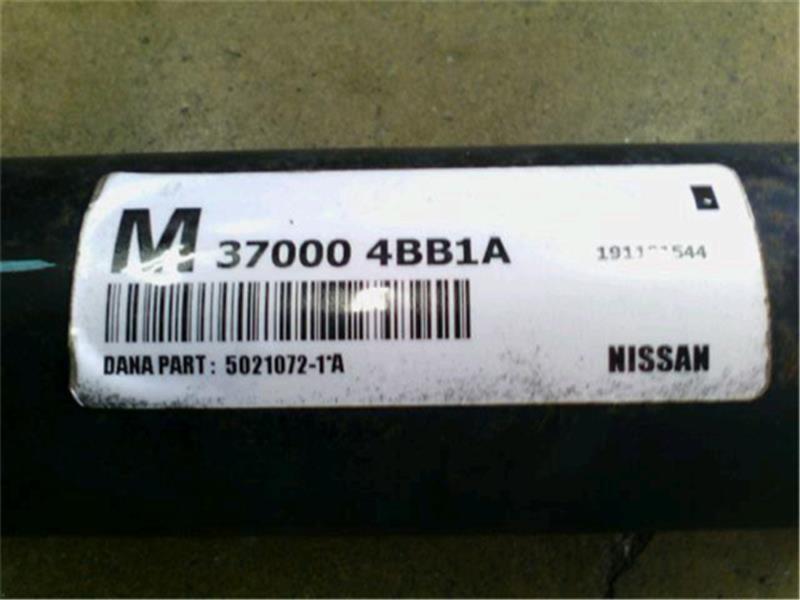 M 37000 4BB1A
DANA PART: 5021072-1*A NISSAN